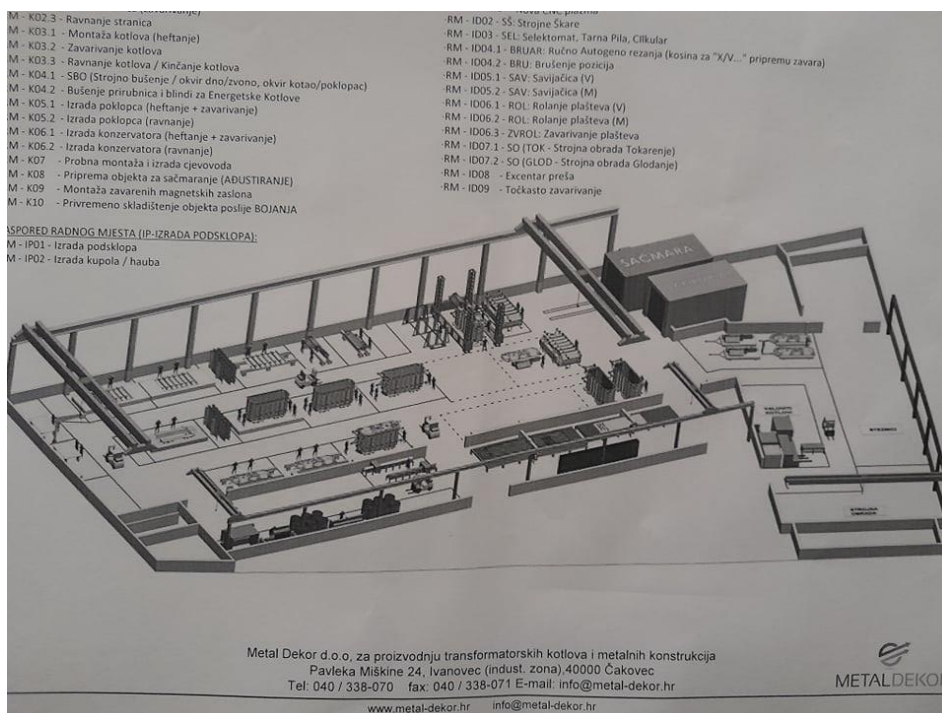 M - K02.3 - Ravnanje stranica
M - K03.1 - Montaža kotlova (heftanje)
M - K03.2 - Zavarivanje kotlova
M - K03.3 - Ravnanje kotlova / Kinčanje kotlova
M - K04.1 - SBO (Strojno bušenje / okvir dno/zvono, okvir kotao/poklopac)
M - K04.2 - Bušenje prirubnica i blindi za Energetske Kotlove
M - K05.1 - Izrada poklopca (heftanje + zavarivanje)
M - K05.2 - Izrada poklopca (ravnanje)
M - K06.1 - Izrada konzervatora (heftanje + zavarivanje)
M - K06.2 - Izrada konzervatora (ravnanje)
M - K07 - Probna montaža i izrada cjevovoda
M - K08 - Priprema objekta za sačmaranje (AĐUSTIRANJE)
M - K09 - Montaža zavarenih magnetskih zaslona
M - K10 - Privremeno skladištenje objekta poslije BOJANJA
ASPORED RADNOG MJESTA (IP-IZRADA PODSKLOPA):
M - IP01 - Izrada podsklopa
M - IP02 - Izrada kupola / hauba
·RM - ID02 - SŠ: Strojne Škare
·RM - ID03 - SEL: Selektomat, Tarna Pila, CIlkular
·RM - ID04.1 - BRUAR: Ručno Autogeno rezanja (kosina za "X/V..." pripremu zavara)
·RM - ID04.2 - BRU: Brušenje pozicija
·RM - ID05.1 - SAV: Savijačica (V)
·RM - ID05.2 - SAV: Savijačica (M)
·RM - ID06.1 - ROL: Rolanje plašteva (V)
·RM - ID06.2 - ROL: Rolanje plašteva (M)
·RM - ID06.3 - ZVROL: Zavarivanje plašteva
·RM - ID07.1 - SO (TOK - Strojna obrada Tokarenje)
·RM - ID07.2 - SO (GLOD - Strojna obrada Glodanje)
·RM - ID08 - Excentar preša
·RM - ID09 - Točkasto zavarivanje
SAČMARA
STROJNA
OBRADA
Metal Dekor d.o.o, za proizvodnju transformatorskih kotlova i metalnih konstrukcija
Pavleka Miškine 24, Ivanovec (indust. zona),40000 Čakovec
Tel: 040 / 338-070 fax: 040 / 338-071 E-mail: info@metal-dekor.hr
METALDEKOR
www.metal-dekor.hr info@metal-dekor.hr